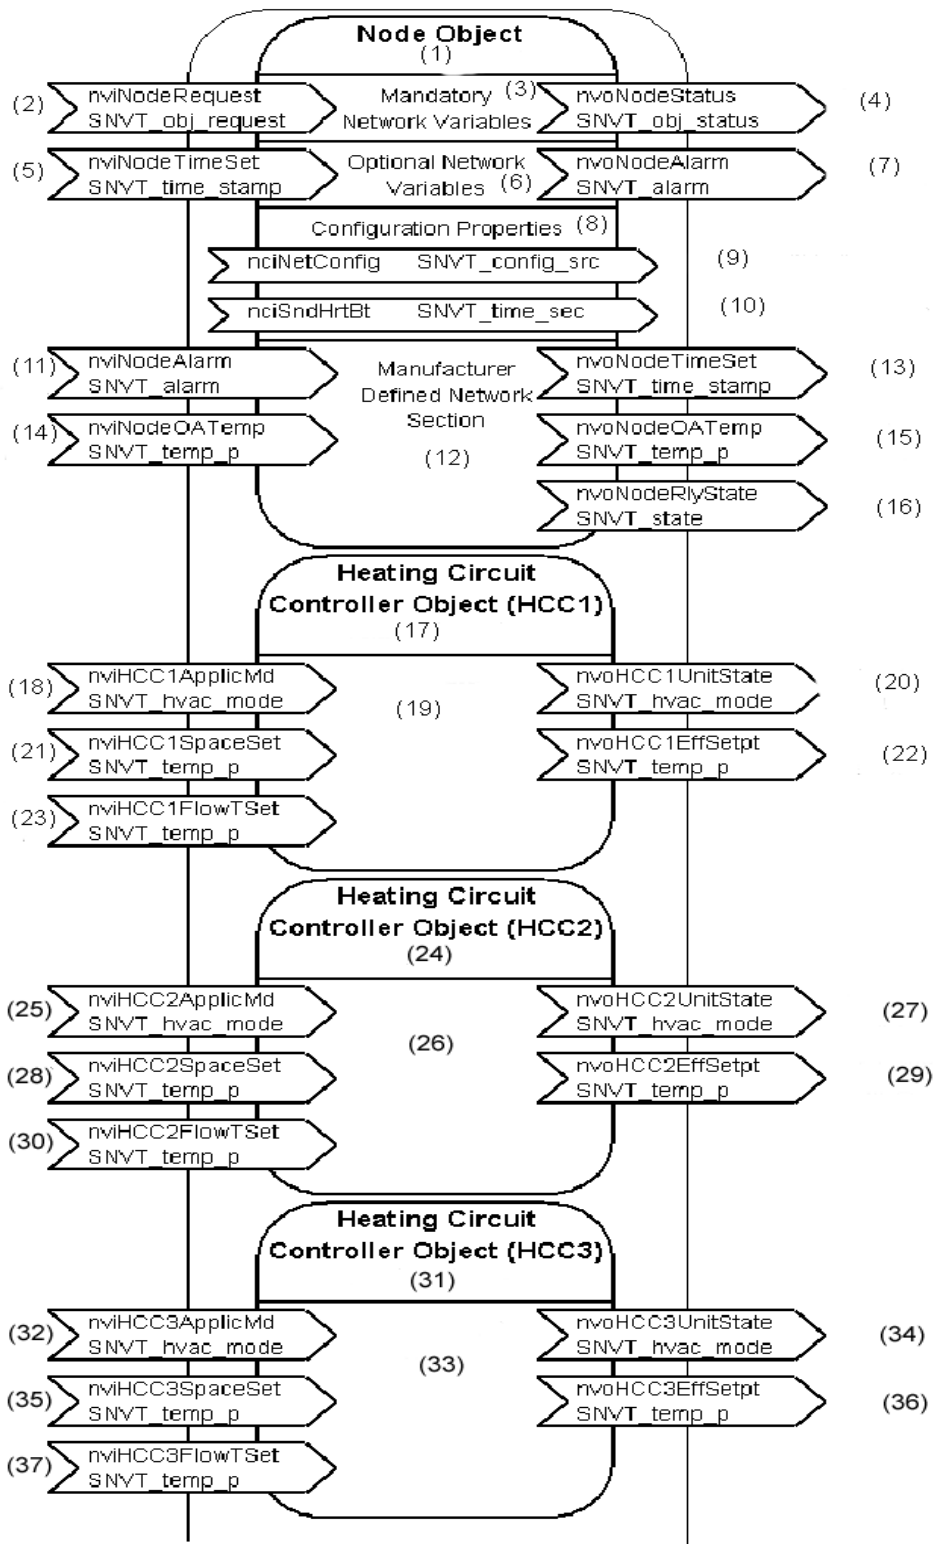 Node Object
(1)
(2)
nviNodeRequest
SNVT_obj_request
Mandatory (3)
Network Variables
nvoNodeStatus
SNVT_obj_status
(4)
(5)
nviNodeTimeSet
SNVT_time_stamp
Optional Network
Variables (6)
nvoNodeAlarm
SNVT_alarm
(7)
Configuration Properties (8)
nciNetConfig SNVT_config_src
(9)
nciSndHrtBt SNVT_time_sec
(10)
(11)
nviNodeAlarm
SNVT_alarm
Manufacturer
Defined Network
Section
(12)
nvoNodeTimeSet
SNVT_time_stamp
(13)
(14)
nviNodeOATemp
SNVT_temp_p
nvoNodeOATemp
SNVT_temp_p
(15)
nvoNodeRlyState
SNVT_state
(16)
Heating Circuit
Controller Object (HCC1)
(17)
(18)
nviHCC1ApplicMd
SNVT_hvac_mode
(19)
nvoHCC1UnitState
SNVT_hvac_mode
(20)
(21)
nviHCC1SpaceSet
SNVT_temp_p
nvoHCC1EffSetpt
SNVT_temp_p
(22)
(23)
nviHCC1FlowTSet
SNVT_temp_p
Heating Circuit
Controller Object (HCC2)
(24)
(25)
nviHCC2ApplicMd
SNVT_hvac_mode
(26)
nvoHCC2UnitState
SNVT_hvac_mode
(27)
(28)
nviHCC2SpaceSet
SNVT_temp_p
nvoHCC2EffSetpt
SNVT_temp_p
(29)
(30)
nviHCC2FlowTSet
SNVT_temp_p
Heating Circuit
Controller Object (HCC3)
(31)
(32)
nviHCC3ApplicMd
SNVT_hvac_mode
(33)
nvoHCC3UnitState
SNVT_hvac_mode
(34)
(35)
nviHCC3SpaceSet
SNVT_temp_p
nvoHCC3EffSetpt
SNVT_temp_p
(36)
(37)
nviHCC3FlowTSet
SNVT_temp_p